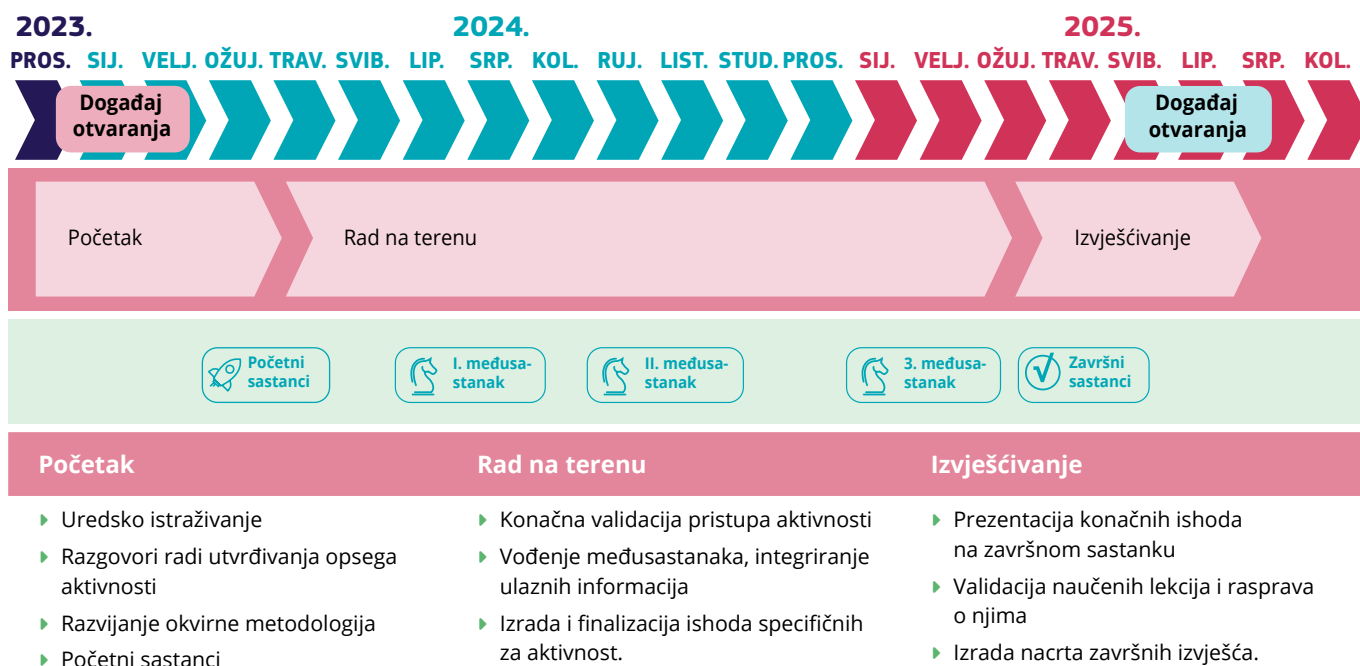 2023. 2024. 2025.
PROS. SIJ. VELJ. OŽUJ. TRAV. SVIB. LIP. SRP. KOL. RUJ. LIST. STUD. PROS. SIJ. VELJ. OŽUJ. TRAV. SVIB. LIP. SRP. KOL.
Događaj
otvaranja
Događaj
otvaranja
Početak
Rad na terenu
Izvješćivanje
Početni
sastanci
I. međusa-
stanak
II. međusa-
stanak
3. međusa-
stanak
Završni
sastanci
Početak
Uredsko istraživanje
Razgovori radi utvrđivanja opsega
aktivnosti
Razvijanje okvirne metodologija
Početni sastanci
Rad na terenu
Konačna validacija pristupa aktivnosti
Vođenje međusastanaka, integriranje
ulaznih informacija
Izrada i finalizacija ishoda specifičnih
za aktivnost.
Izvješćivanje
Prezentacija konačnih ishoda
na završnom sastanku
Validacija naučenih lekcija i rasprava
o njima
Izrada nacrta završnih izvješća.